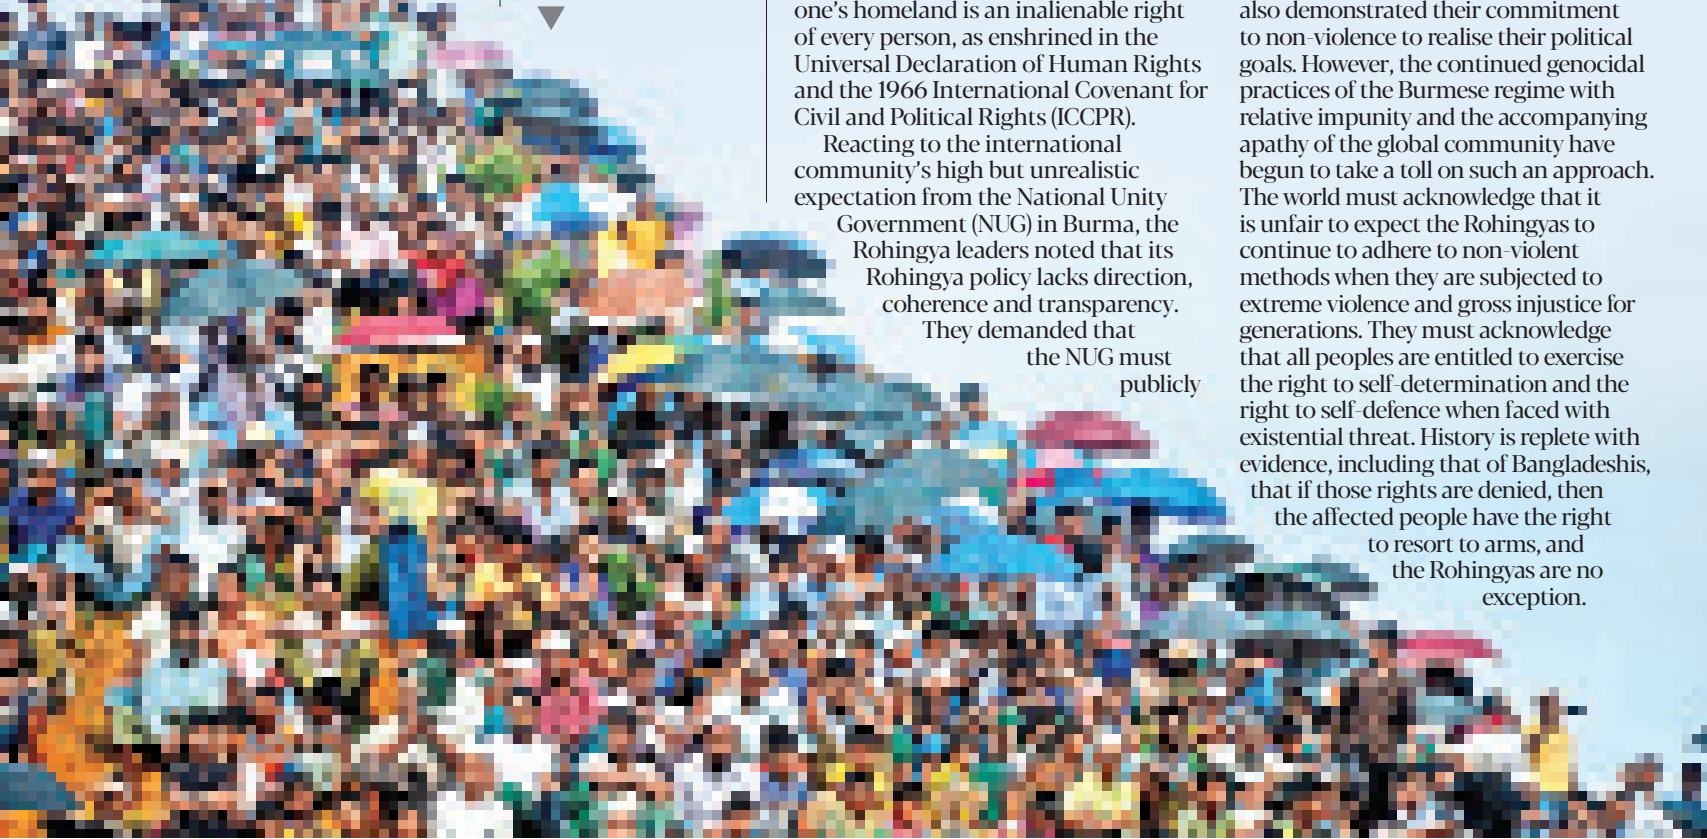 one's homeland is an inalienable right
of every person, as enshrined in the
Universal Declaration of Human Rights
and the 1966 International Covenant for
Civil and Political Rights (ICCPR).
Reacting to the international
community's high but unrealistic
expectation from the National Unity
Government (NUG) in Burma, the
Rohingya leaders noted that its
Rohingya policy lacks direction,
coherence and transparency.
They demanded that
the NUG must
publicly
also demonstrated their commitment
to non-violence to realise their political
goals. However, the continued genocidal
practices of the Burmese regime with
relative impunity and the accompanying
apathy of the global community have
begun to take a toll on such an approach.
The world must acknowledge that it
is unfair to expect the Rohingyas to
continue to adhere to non-violent
methods when they are subjected to
extreme violence and gross injustice for
generations. They must acknowledge
that all peoples are entitled to exercise
the right to self-determination and the
right to self-defence when faced with
existential threat. History is replete with
evidence, including that of Bangladeshis,
that if those rights are denied, then
the affected people have the right
to resort to arms, and
the Rohingyas are no
exception.